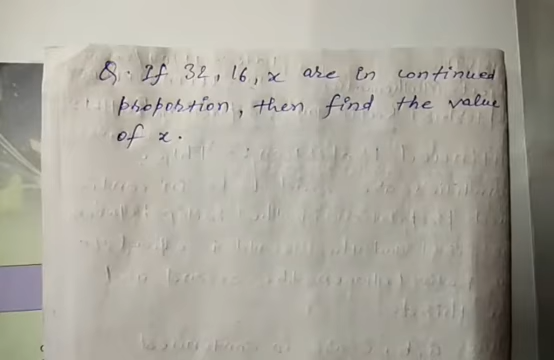 Q. If 32, 16, x are in continued
proportion, then find the value
of x.